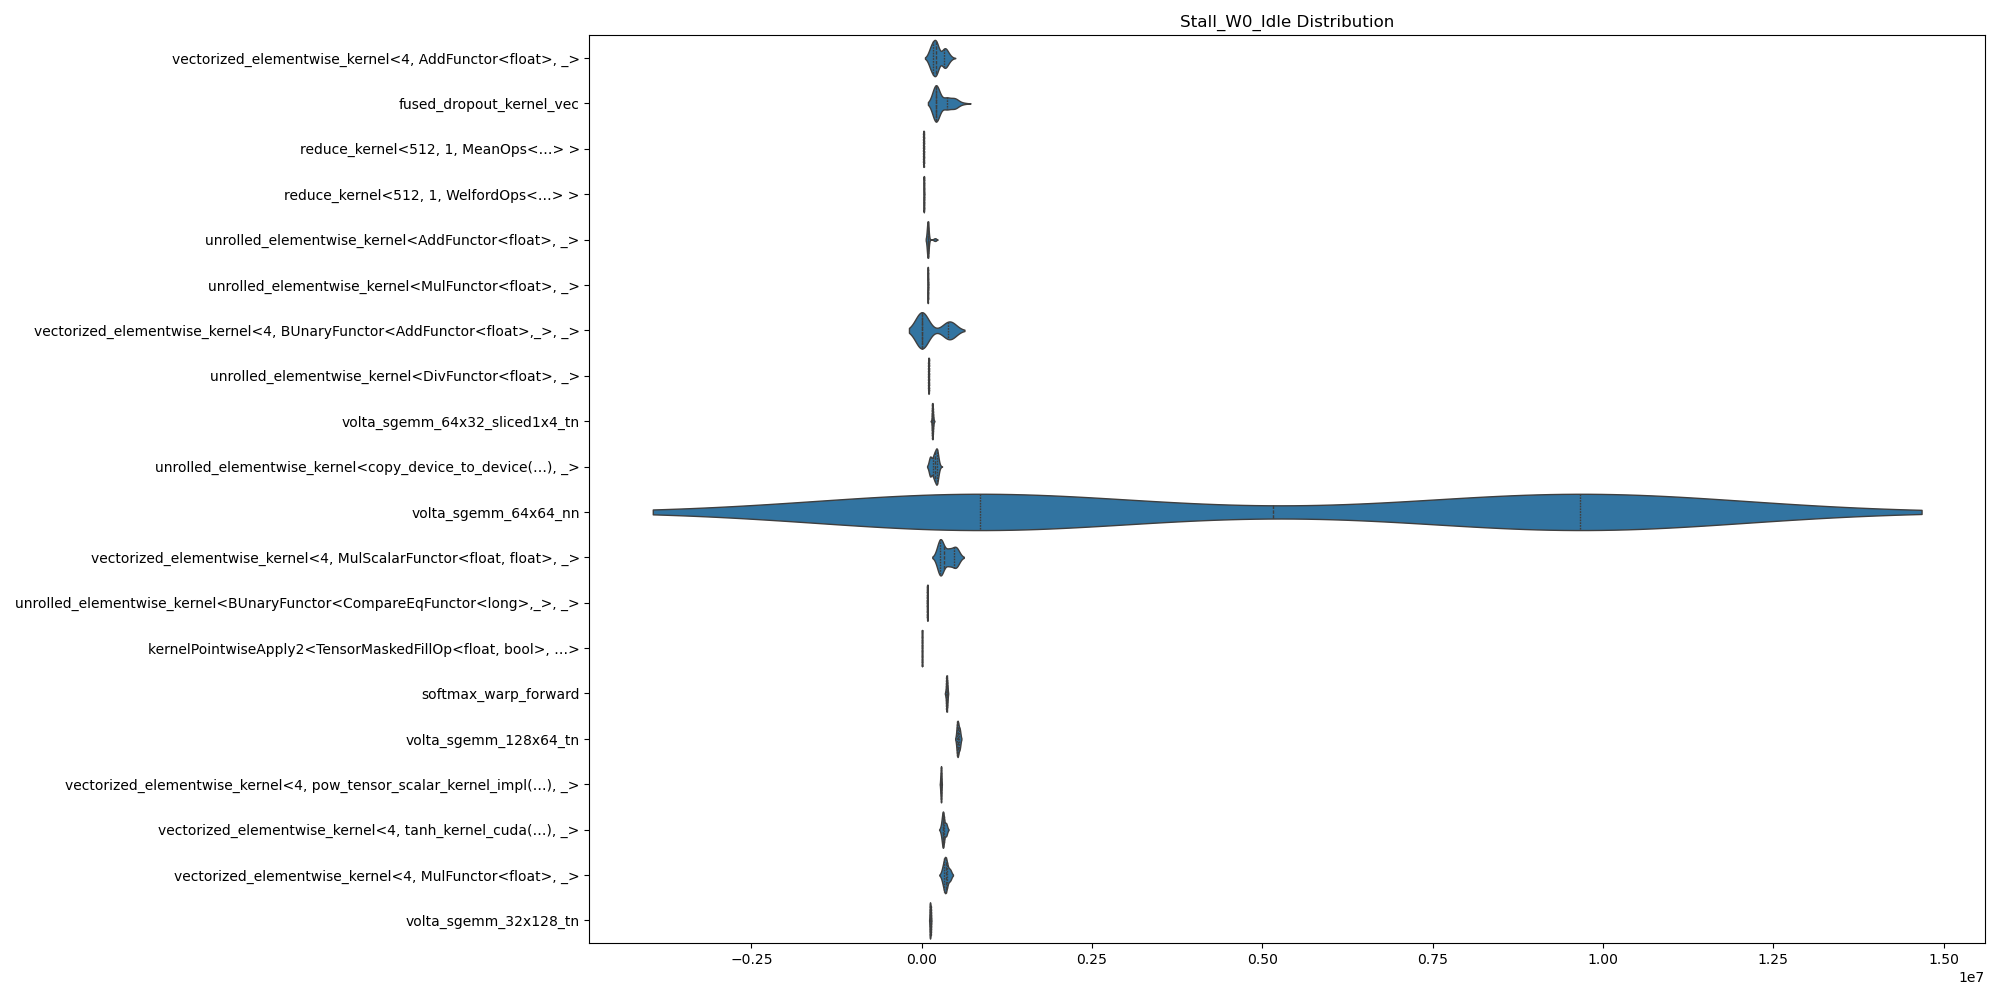 Stall_W0_Idle Distribution
vectorized_elementwise_kernel<4, AddFunctor<float>, _>
fused_dropout_kernel_vec
reduce_kernel<512, 1, MeanOps<...> >
reduce_kernel<512, 1, WelfordOps<...> >
unrolled_elementwise_kernel<AddFunctor<float>, _>
unrolled_elementwise_kernel<MulFunctor<float>, _>
vectorized_elementwise_kernel<4, BUnaryFunctor<AddFunctor<float>,_>, _>
unrolled_elementwise_kernel<DivFunctor<float>, _>
volta_sgemm_64x32_sliced1x4_tn
unrolled_elementwise_kernel<copy_device_to_device(...), _>
volta_sgemm_64x64_nn
vectorized_elementwise_kernel<4, MulScalarFunctor<float, float>, _>
unrolled_elementwise_kernel<BUnaryFunctor<CompareEqFunctor<long>,_>, _>
kernelPointwiseApply2<TensorMaskedFillOp<float, bool>, ...>
softmax_warp_forward
volta_sgemm_128x64_tn
vectorized_elementwise_kernel<4, pow_tensor_scalar_kernel_impl(...), _>
vectorized_elementwise_kernel<4, tanh_kernel_cuda(...), _>
vectorized_elementwise_kernel<4, MulFunctor<float>, _>
volta_sgemm_32x128_tn
−0.25 0.00 0.25 0.50 0.75 1.00 1.25 1.50
1e7